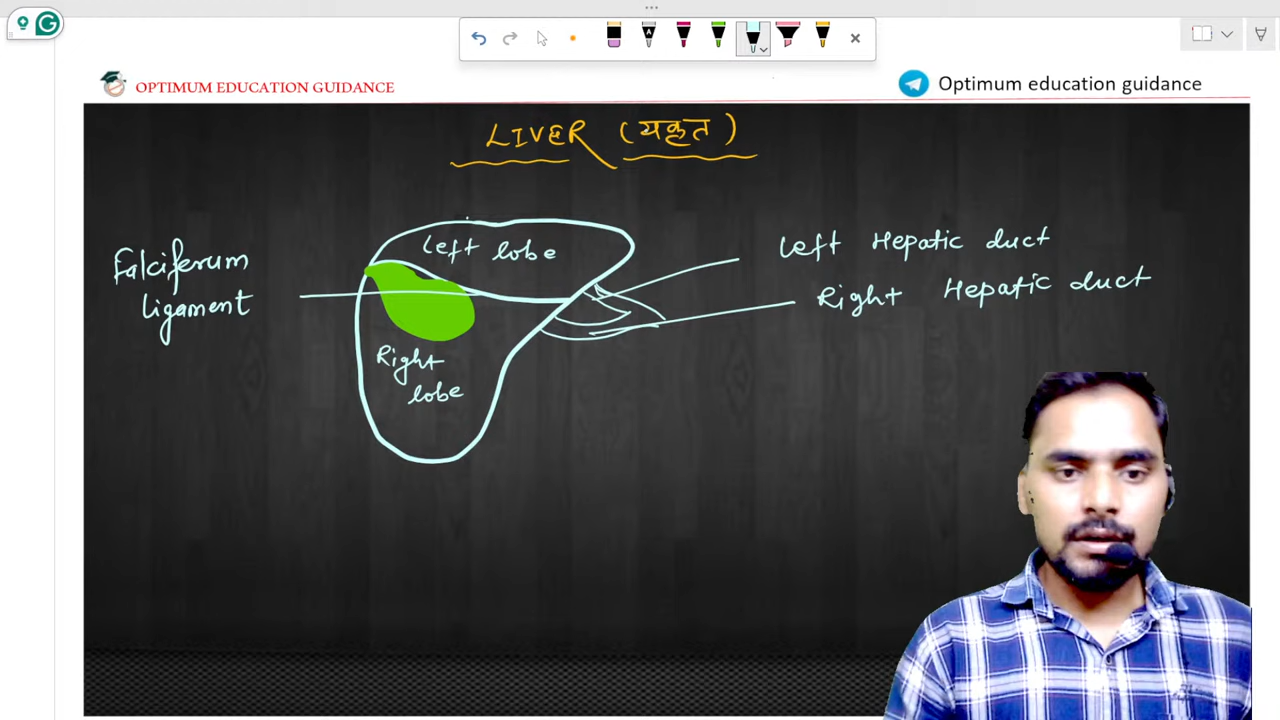 OPTIMUM EDUCATION GUIDANCE
Optimum education guidance
LIVER (यकृत)
Left lobe
Falciferum
ligament
Left Hepatic duct
Right Hepatic duct
Right
lobe